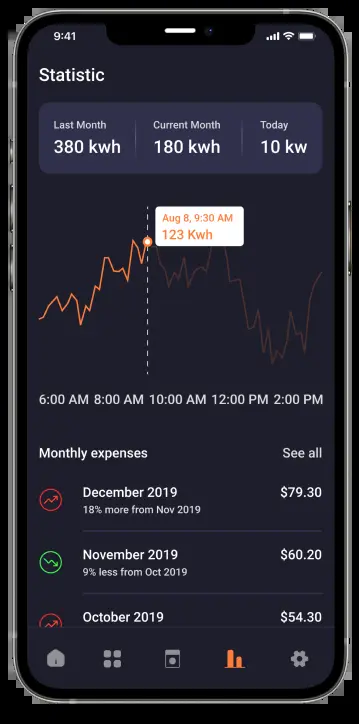 9:41
Statistic
Last Month Current Month Today
380 kwh 180 kwh 10 kw
Aug 8, 9:30 AM
123 Kwh
6:00 AM 8:00 AM 10:00 AM 12:00 PM 2:00 PM
Monthly expenses See all
December 2019 $79.30
18% more from Nov 2019
November 2019 $60.20
9% less from Oct 2019
October 2019 $54.30